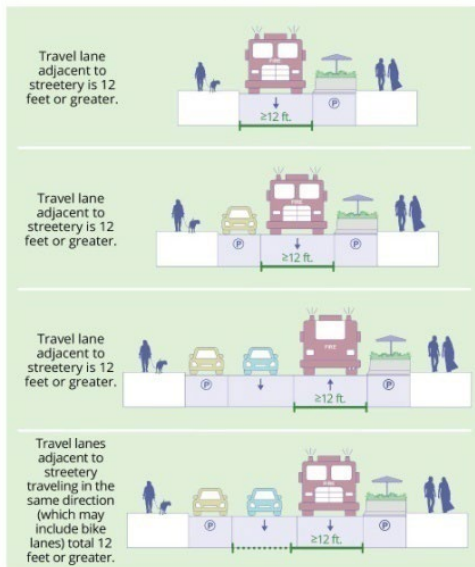 Travel lane
adjacent to
streetery is 12
feet or greater.
FIRE
P
≥12 ft.
Travel lane
adjacent to
streetery is 12
feet or greater.
FIRE
P
P
≥12 ft.
Travel lane
adjacent to
streetery is 12
feet or greater.
FIRE
P
P
≥12 ft.
Travel lanes
adjacent to
streetery
traveling in the
same direction
(which may
include bike
lanes) total 12
feet or greater.
FIRE
P
P
≥12 ft.